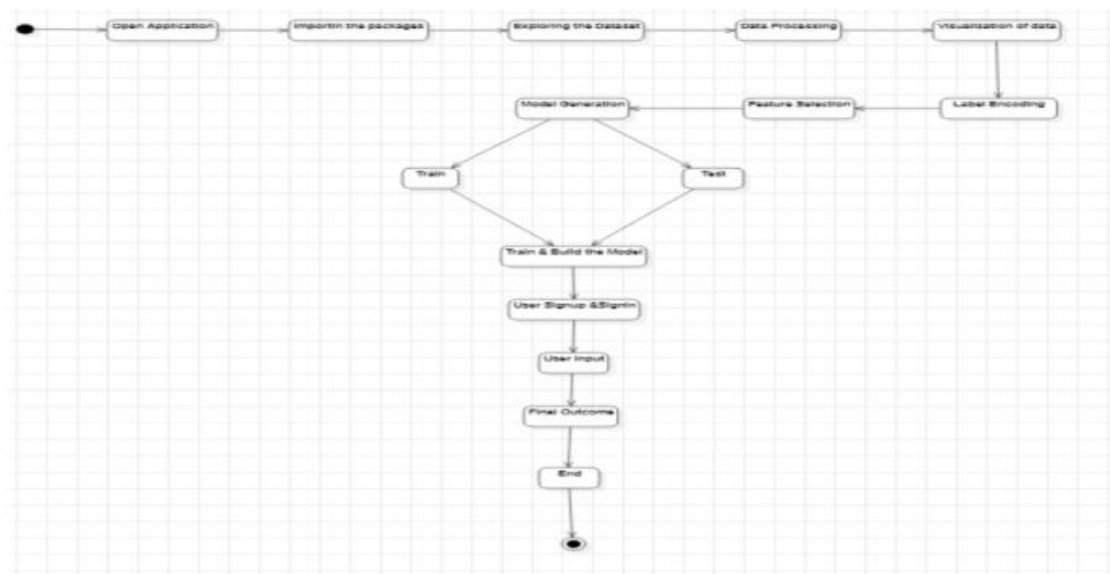 Open Application
Importin the packages
Exploring the Dataset
Data Processing
Visualization of data
Label Encoding
Feature Selection
Model Generation
Train
Test
Train & Build the Model
User Signup &Signin
User Input
Final Outcome
End